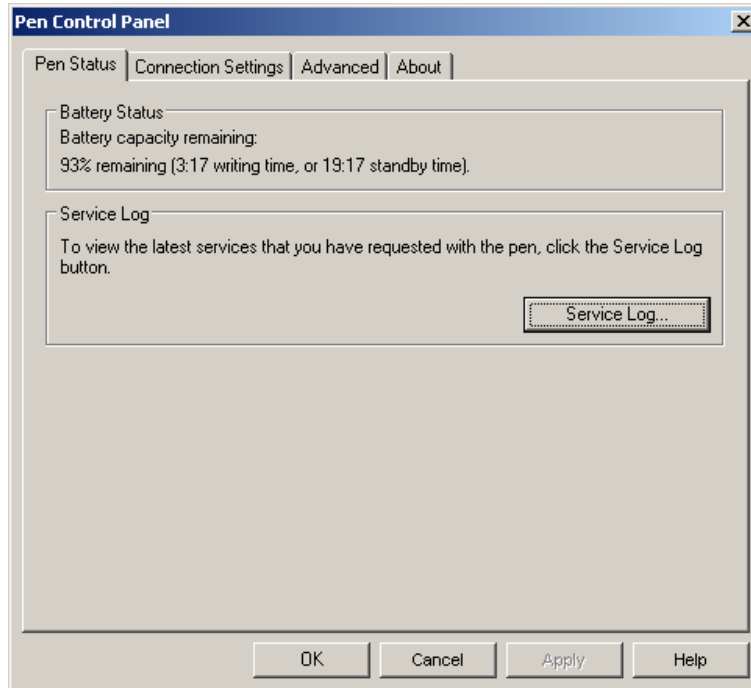 Pen Control Panel
Pen Status Connection Settings Advanced About
Battery Status
Battery capacity remaining:
93% remaining (3:17 writing time, or 19:17 standby time).
Service Log
To view the latest services that you have requested with the pen, click the Service Log
button.
Service Log...
OK Cancel Apply Help